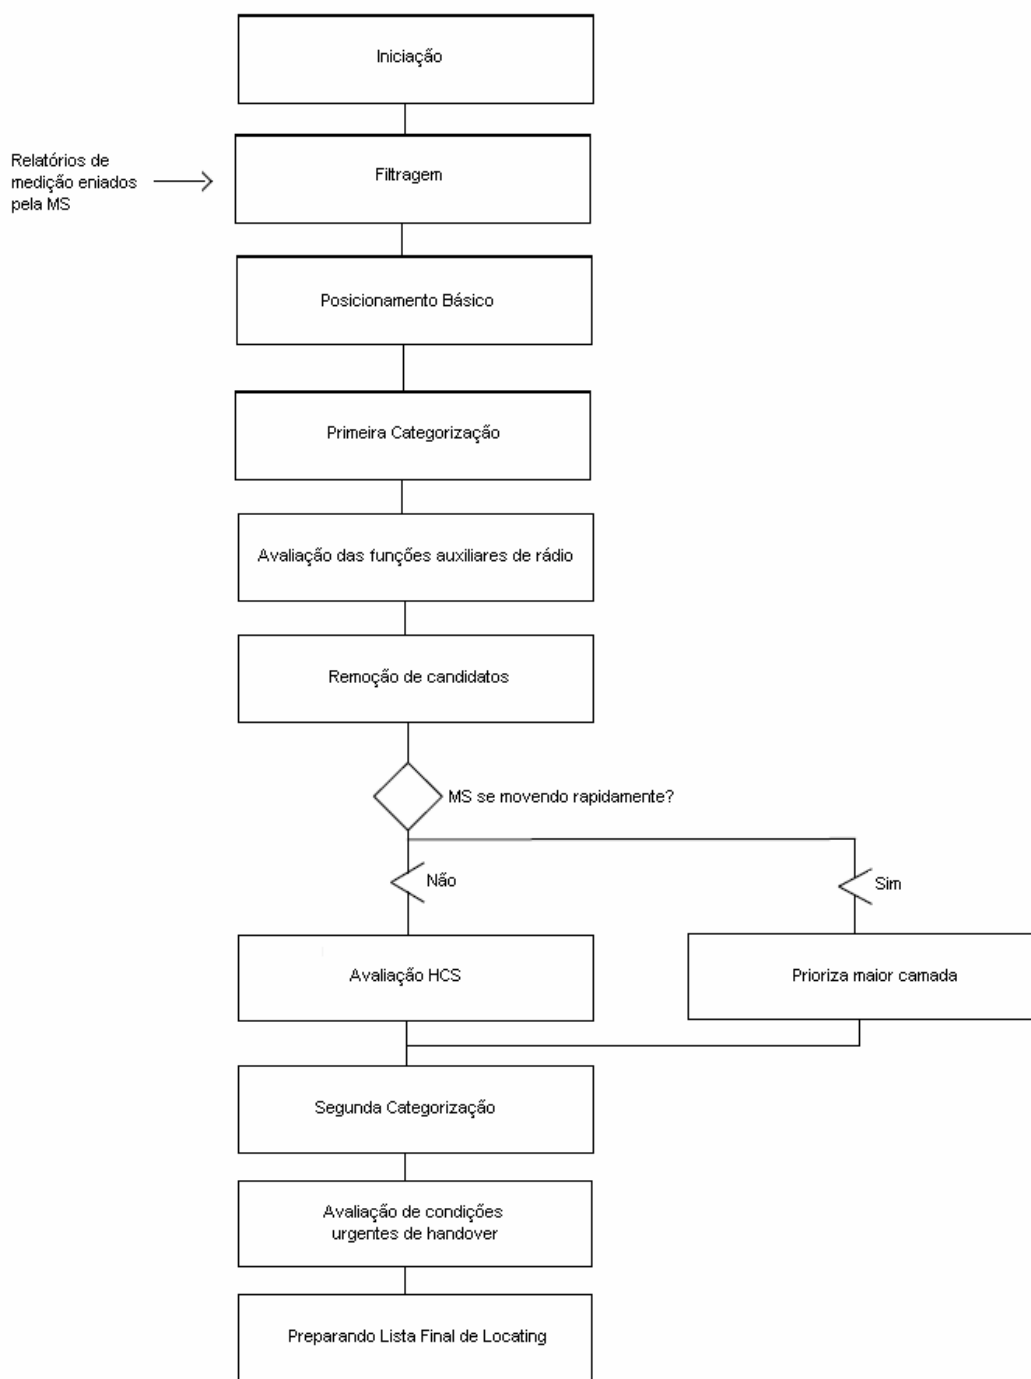 Iniciação
Relatórios de
medição eniados
pela MS
Filtragem
Posicionamento Básico
Primeira Categorização
Avaliação das funções auxiliares de rádio
Remoção de candidatos
MS se movendo rapidamente?
Não
Sim
Avaliação HCS
Prioriza maior camada
Segunda Categorização
Avaliação de condições
urgentes de handover
Preparando Lista Final de Locating